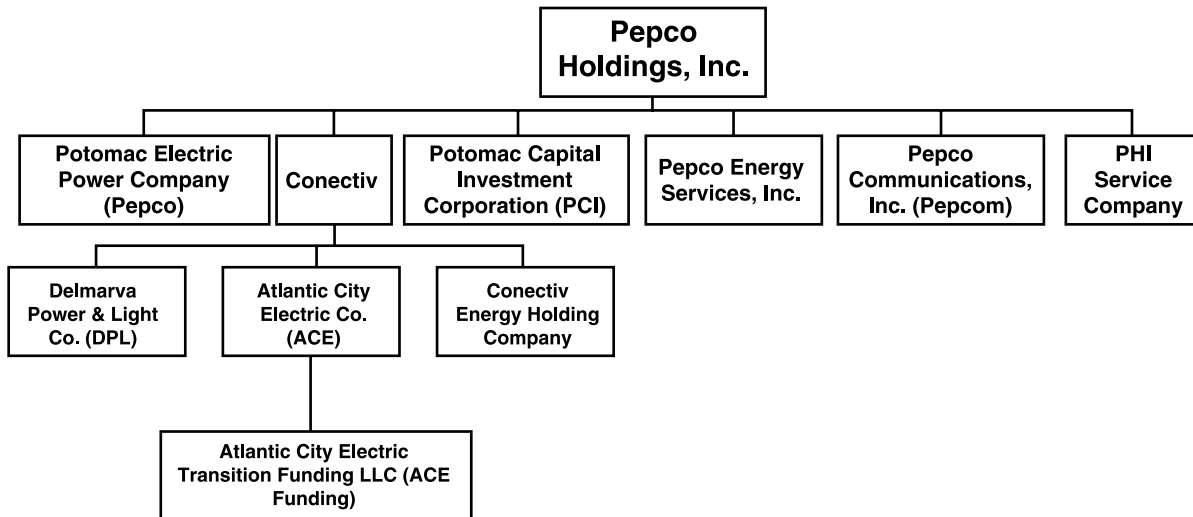 Pepco
Holdings, Inc.
Potomac Electric
Power Company
(Pepco)
Conectiv
Potomac Capital
Investment
Corporation (PCI)
Pepco Energy
Services, Inc.
Pepco
Communications,
Inc. (Pepcom)
PHI
Service
Company
Delmarva
Power & Light
Co. (DPL)
Atlantic City
Electric Co.
(ACE)
Conectiv
Energy Holding
Company
Atlantic City Electric
Transition Funding LLC (ACE
Funding)